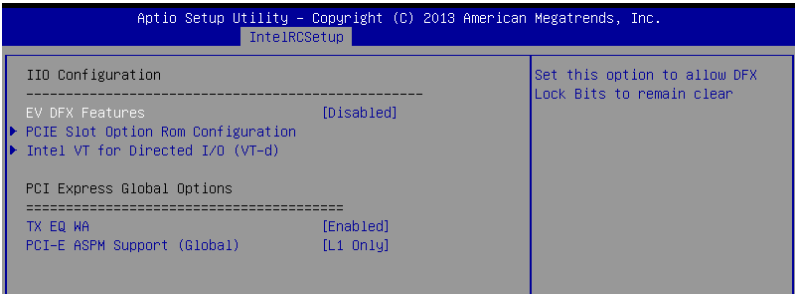 Aptio Setup Utility – Copyright (C) 2013 American Megatrends, Inc.
IntelRCSetup
IIO Configuration
--------------------------------------------------
EV DFX Features [Disabled]
PCIE Slot Option Rom Configuration
Intel VT for Directed I/O (VT-d)
PCI Express Global Options
========================================
TX EQ WA [Enabled]
PCI-E ASPM Support (Global) [L1 Only]
Set this option to allow DFX
Lock Bits to remain clear